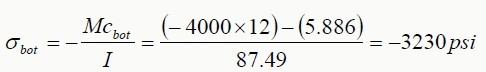 σ_bot = − Mc_bot / I = (− 4000 × 12) − (5.886) / 87.49 = −3230 psi